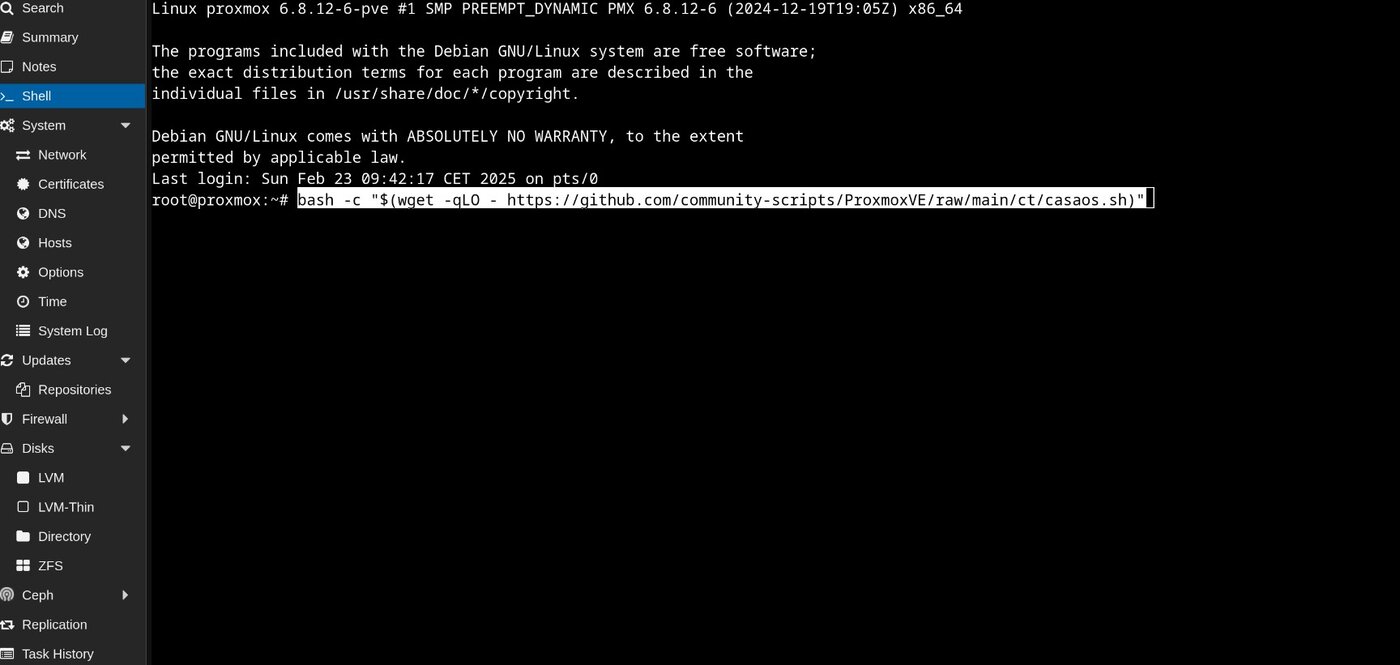 Search
Summary
Notes
Shell
System
Network
Certificates
DNS
Hosts
Options
Time
System Log
Updates
Repositories
Firewall
Disks
LVM
LVM-Thin
Directory
ZFS
Ceph
Replication
Task History
Linux proxmox 6.8.12-6-pve #1 SMP PREEMPT_DYNAMIC PMX 6.8.12-6 (2024-12-19T19:05Z) x86_64
The programs included with the Debian GNU/Linux system are free software;
the exact distribution terms for each program are described in the
individual files in /usr/share/doc/*/copyright.
Debian GNU/Linux comes with ABSOLUTELY NO WARRANTY, to the extent
permitted by applicable law.
Last login: Sun Feb 23 09:42:17 CET 2025 on pts/0
root@proxmox:~# bash -c "$(wget -qLO - https://github.com/community-scripts/ProxmoxVE/raw/main/ct/casaos.sh)"